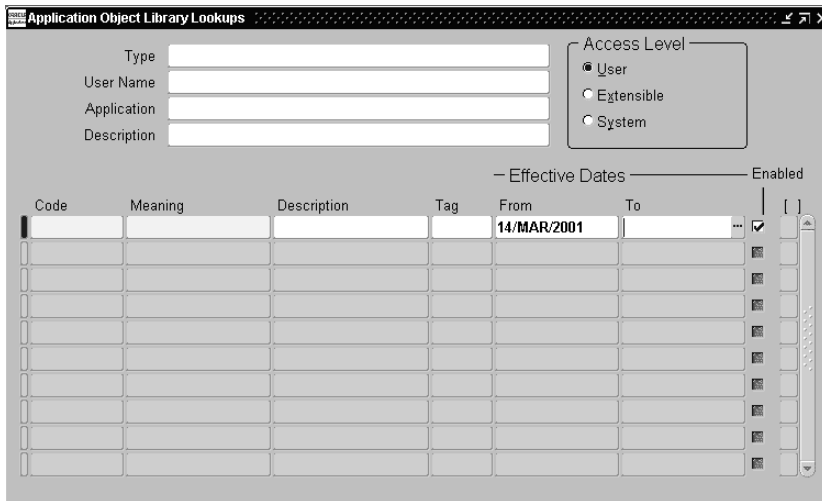 Application Object Library Lookups
Type
User Name
Application
Description
Access Level
User
Extensible
System
Effective Dates
Enabled
Code Meaning Description Tag From To [ ]
14/MAR/2001